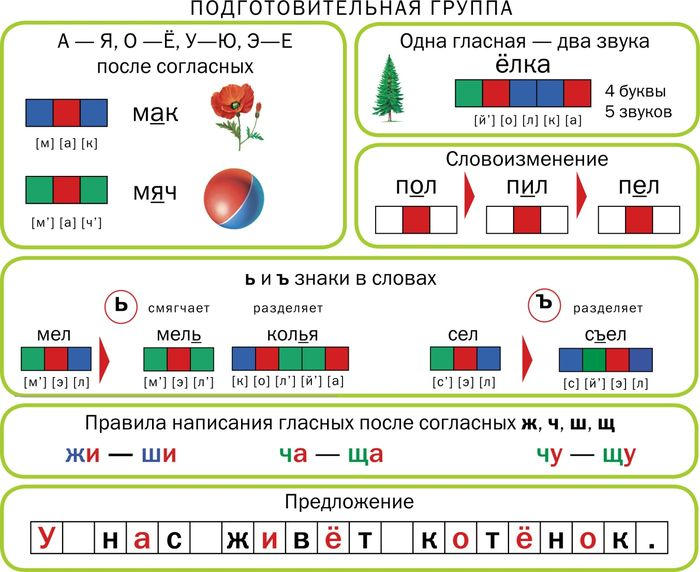 ПОДГОТОВИТЕЛЬНАЯ ГРУППА
А — Я, О —Ё, У—Ю, Э—Е
после согласных
мак
[м] [а] [к]
мяч
[м’] [а] [ч’]
Одна гласная — два звука
ёлка
4 буквы
5 звуков
[й’] [о] [л] [к] [а]
Словоизменение
пол пил пел
ь и ъ знаки в словах
ь смягчает разделяет ъ разделяет
мел мель колья сел съел
[м’] [э] [л] [м’] [э] [л’] [к] [о] [л’] [й’] [а] [с’] [э] [л] [с] [й’] [э] [л]
Правила написания гласных после согласных ж, ч, ш, щ
жи — ши ча — ща чу — щу
Предложение
У нас живёт котёнок.